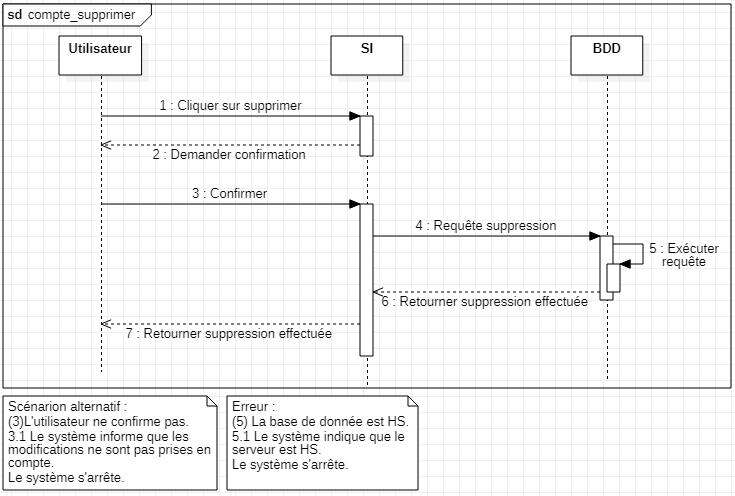 sd compte_supprimer
Utilisateur
SI
BDD
1 : Cliquer sur supprimer
2 : Demander confirmation
3 : Confirmer
4 : Requête suppression
5 : Exécuter
requête
6 : Retourner suppression effectuée
7 : Retourner suppression effectuée
Scénarion alternatif :
(3)L'utilisateur ne confirme pas.
3.1 Le système informe que les
modifications ne sont pas prises en
compte.
Le système s'arrête.
Erreur :
(5) La base de donnée est HS.
5.1 Le système indique que le
serveur est HS.
Le système s'arrête.